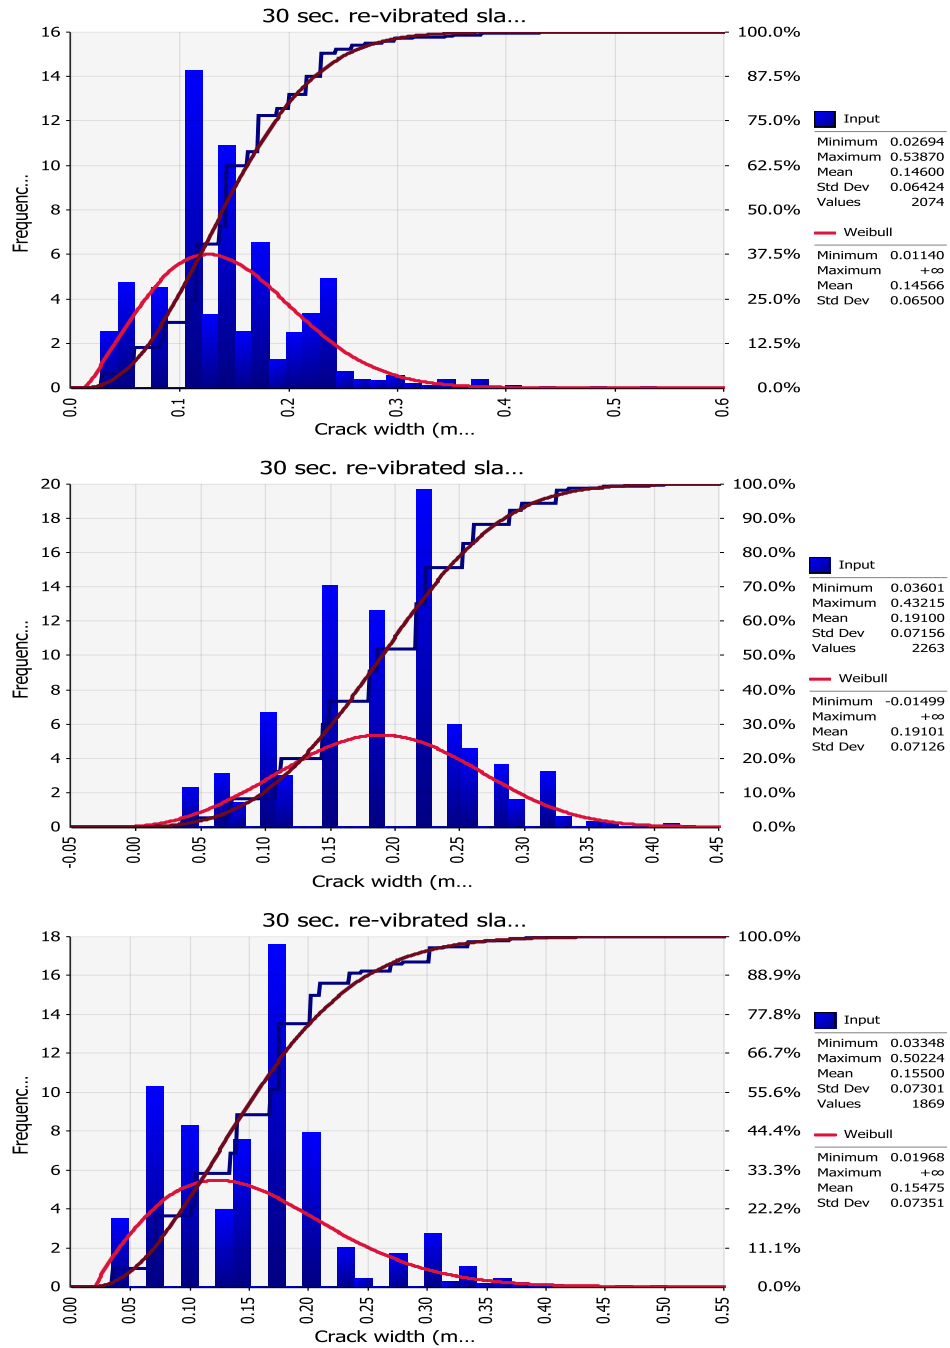 30 sec. re-vibrated sla...
16 100.0%
14 87.5%
12 75.0%
10 62.5%
8 50.0%
6 37.5%
4 25.0%
2 12.5%
0 0.0%
Frequenc...
0.0 0.1 0.2 0.3 0.4 0.5 0.6
Crack width (m...
Input
Minimum 0.02694
Maximum 0.53870
Mean 0.14600
Std Dev 0.06424
Values 2074
Weibull
Minimum 0.01140
Maximum +∞
Mean 0.14566
Std Dev 0.06500
30 sec. re-vibrated sla...
20 100.0%
18 90.0%
16 80.0%
14 70.0%
12 60.0%
10 50.0%
8 40.0%
6 30.0%
4 20.0%
2 10.0%
0 0.0%
Frequenc...
-0.05 0.00 0.05 0.10 0.15 0.20 0.25 0.30 0.35 0.40 0.45
Crack width (m...
Input
Minimum 0.03601
Maximum 0.43215
Mean 0.19100
Std Dev 0.07156
Values 2263
Weibull
Minimum -0.01499
Maximum +∞
Mean 0.19101
Std Dev 0.07126
30 sec. re-vibrated sla...
18 100.0%
16 88.9%
14 77.8%
12 66.7%
10 55.6%
8 44.4%
6 33.3%
4 22.2%
2 11.1%
0 0.0%
Frequenc...
0.00 0.05 0.10 0.15 0.20 0.25 0.30 0.35 0.40 0.45 0.50 0.55
Crack width (m...
Input
Minimum 0.03348
Maximum 0.50224
Mean 0.15500
Std Dev 0.07301
Values 1869
Weibull
Minimum 0.01968
Maximum +∞
Mean 0.15475
Std Dev 0.07351